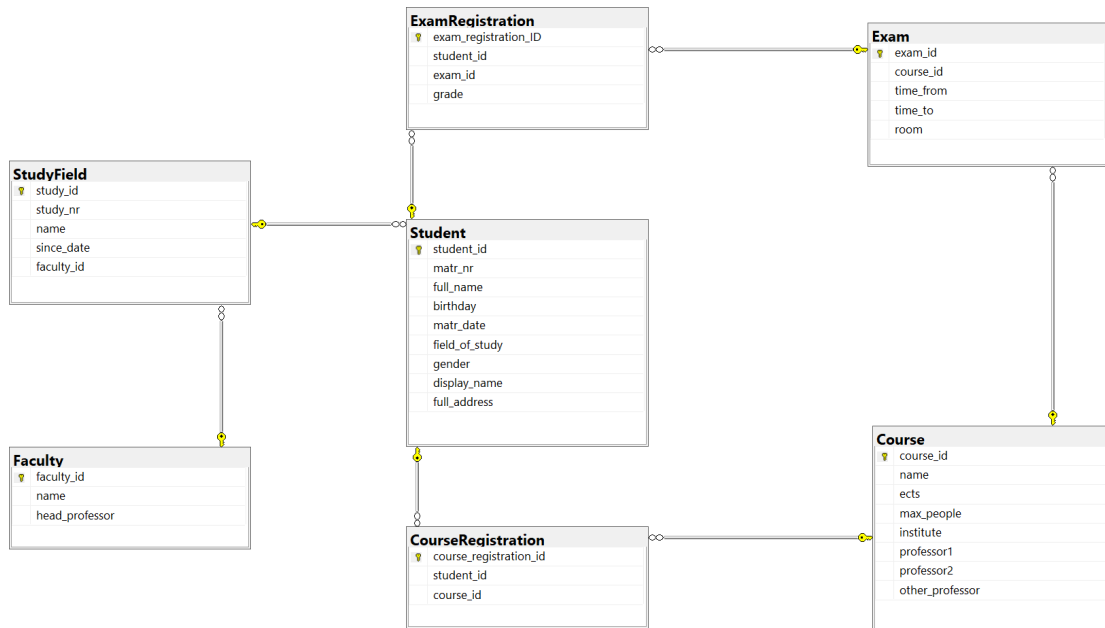 ExamRegistration
exam_registration_ID
student_id
exam_id
grade
Exam
exam_id
course_id
time_from
time_to
room
StudyField
study_id
study_nr
name
since_date
faculty_id
Student
student_id
matr_nr
full_name
birthday
matr_date
field_of_study
gender
display_name
full_address
Faculty
faculty_id
name
head_professor
Course
course_id
name
ects
max_people
institute
professor1
professor2
other_professor
CourseRegistration
course_registration_id
student_id
course_id